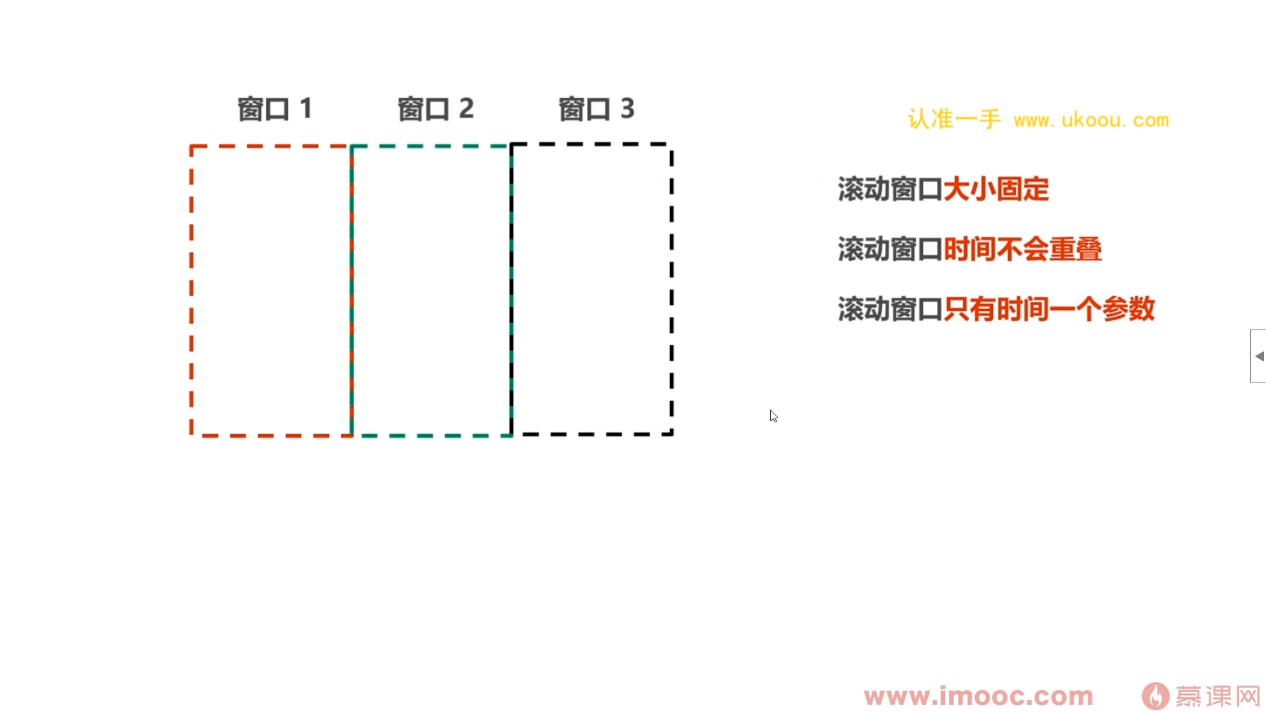 窗口 1 窗口 2 窗口 3
认准一手 www.ukoou.com
滚动窗口大小固定
滚动窗口时间不会重叠
滚动窗口只有时间一个参数
www.imooc.com 慕课网